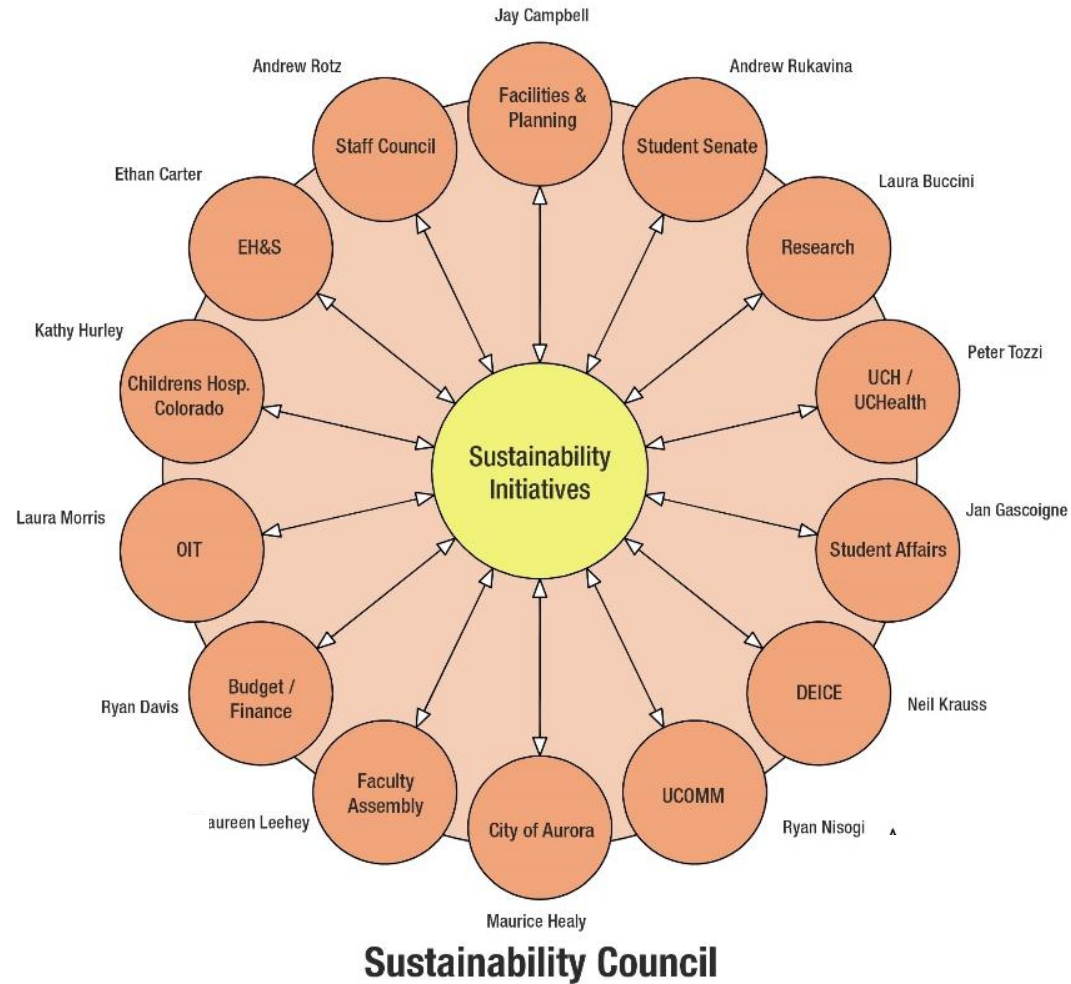 Jay Campbell
Facilities &
Planning
Andrew Rukavina
Student Senate
Laura Buccini
Research
Peter Tozzi
UCH /
UCHealth
Jan Gascoigne
Student Affairs
Neil Krauss
DEICE
Ryan Nisogi
UCOMM
Maurice Healy
City of Aurora
aureen Leehey
Faculty
Assembly
Ryan Davis
Budget /
Finance
Laura Morris
OIT
Kathy Hurley
Childrens Hosp.
Colorado
Ethan Carter
EH&S
Andrew Rotz
Staff Council
Sustainability
Initiatives
Sustainability Council